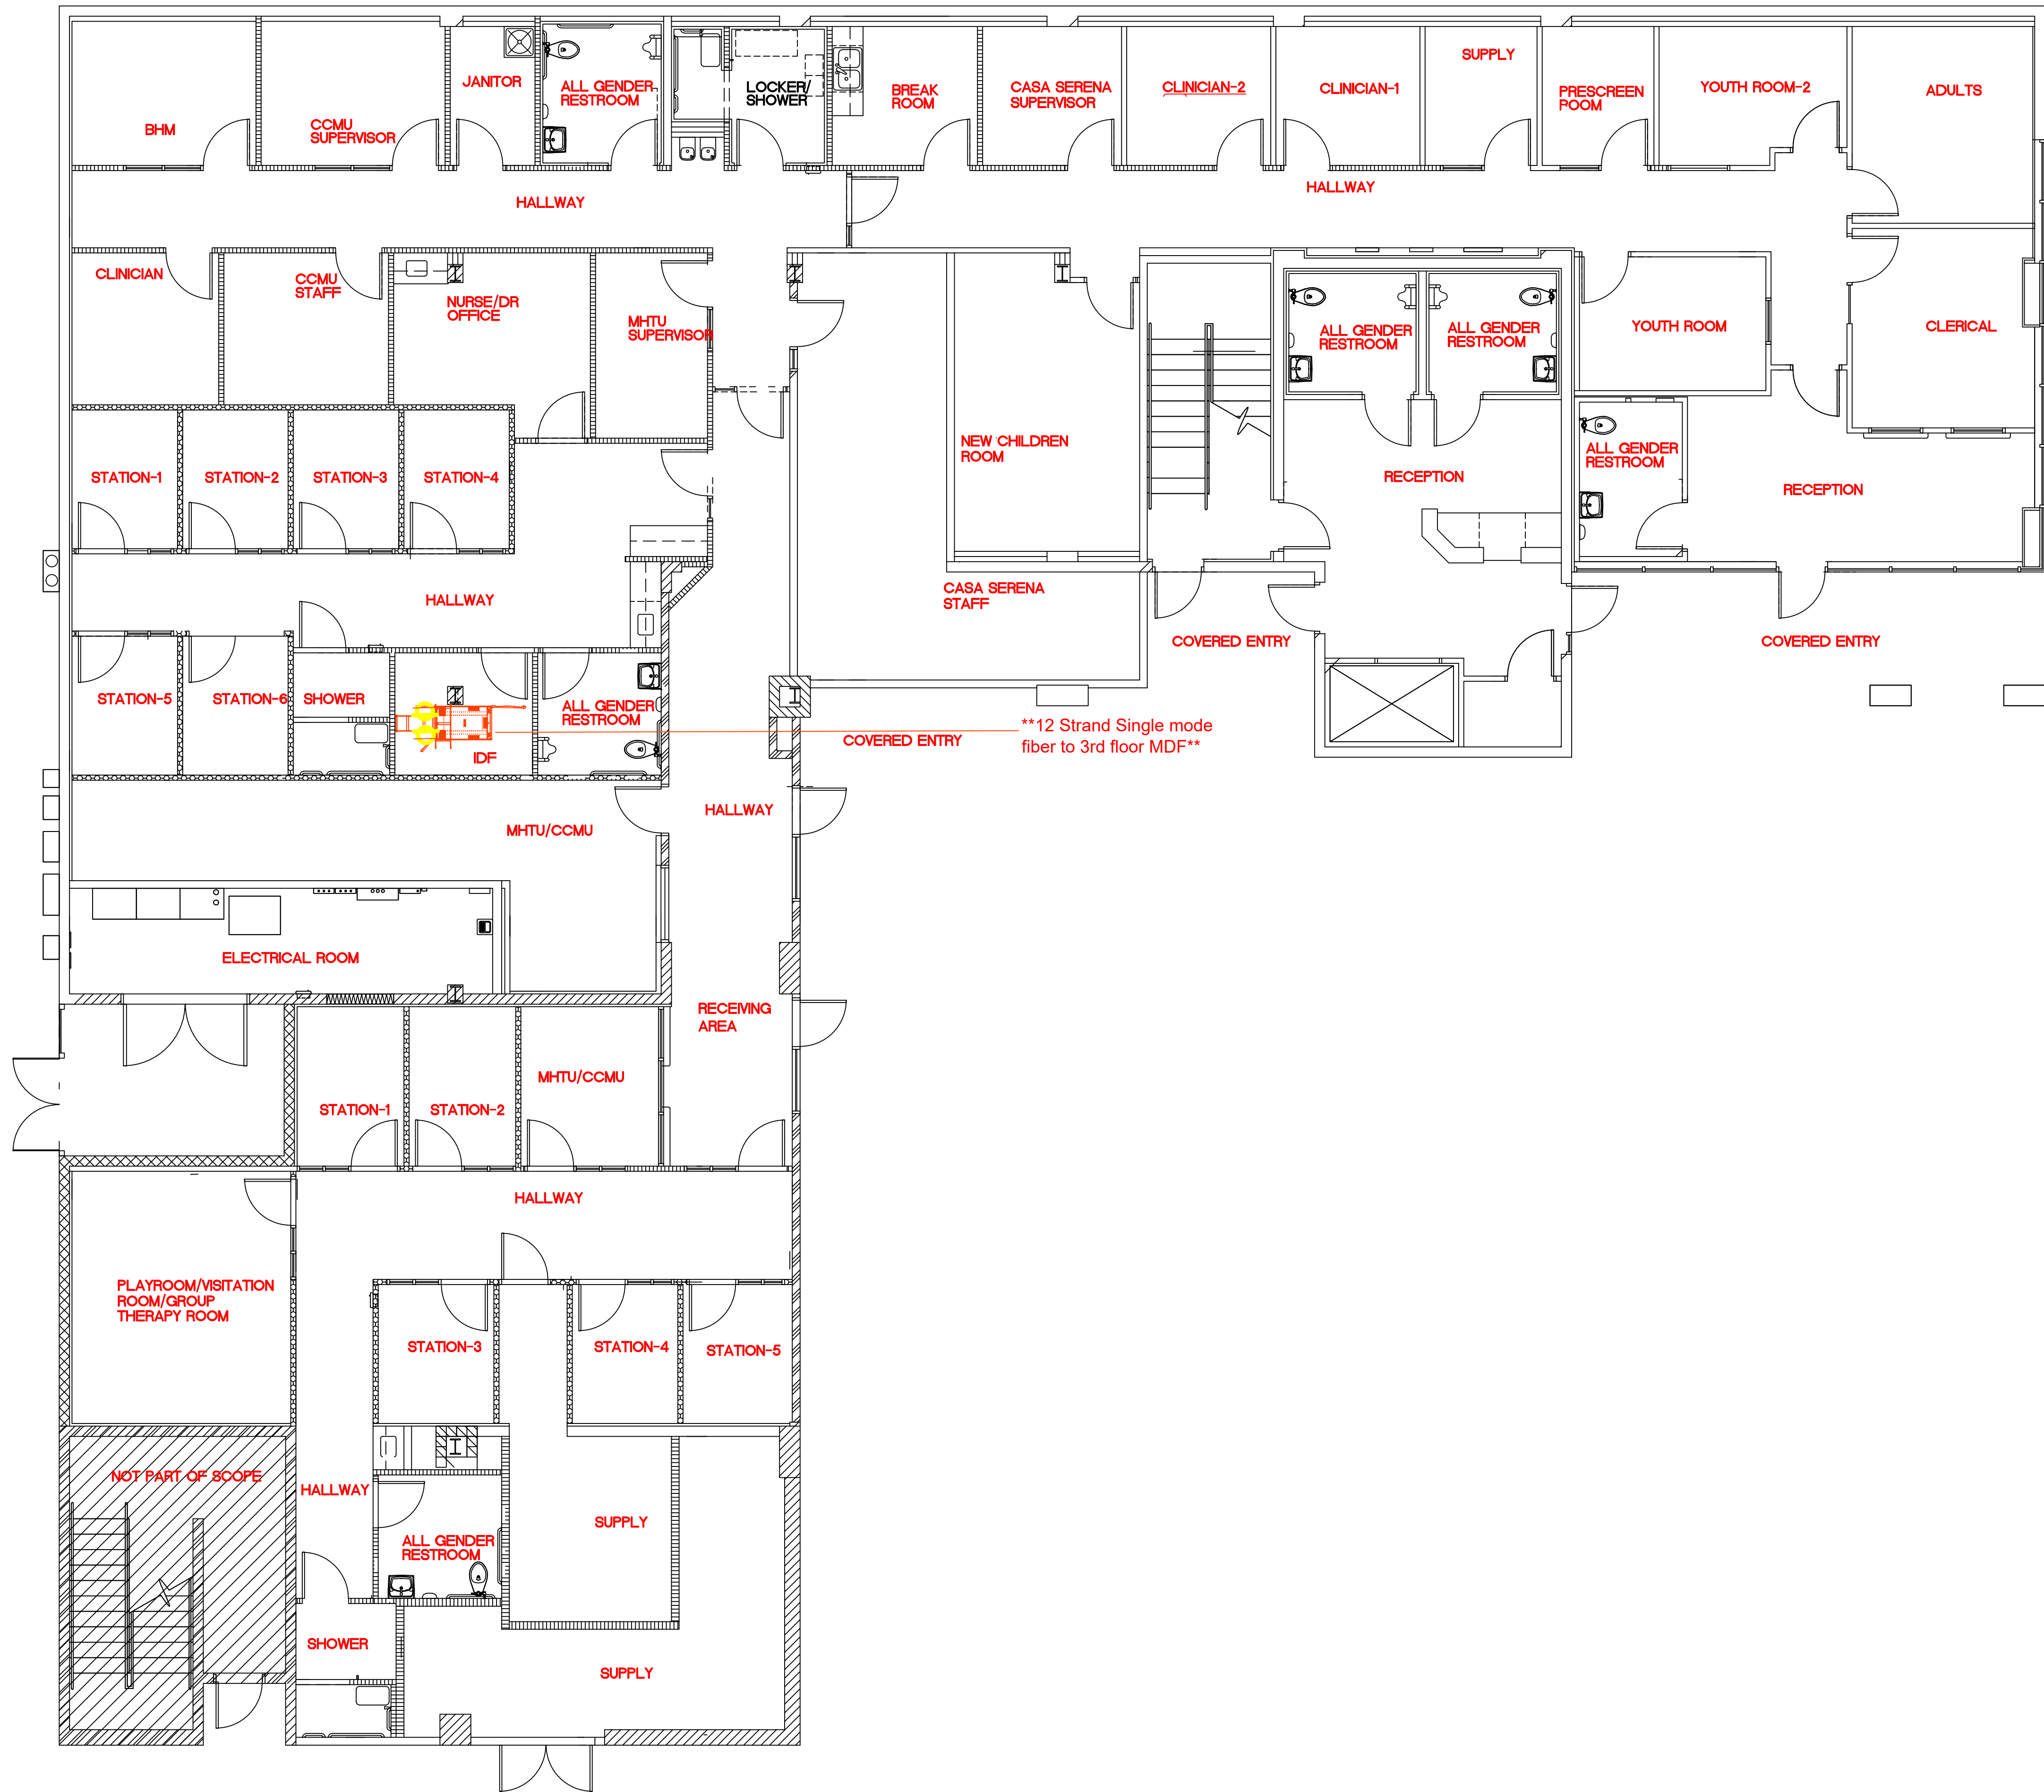 BHM
CCMU
SUPERVISOR
JANITOR
ALL GENDER
RESTROOM
LOCKER/
SHOWER
BREAK
ROOM
CASA SERENA
SUPERVISOR
CLINICIAN-2
CLINICIAN-1
SUPPLY
PRESCREEN
ROOM
YOUTH ROOM-2
ADULTS
HALLWAY
HALLWAY
CLINICIAN
CCMU
STAFF
NURSE/DR
OFFICE
MHTU
SUPERVISOR
ALL GENDER
RESTROOM
ALL GENDER
RESTROOM
YOUTH ROOM
CLERICAL
NEW CHILDREN
ROOM
STATION-1
STATION-2
STATION-3
STATION-4
RECEPTION
ALL GENDER
RESTROOM
RECEPTION
HALLWAY
CASA SERENA
STAFF
COVERED ENTRY
COVERED ENTRY
STATION-5
STATION-6
SHOWER
IDF
ALL GENDER
RESTROOM
COVERED ENTRY
**12 Strand Single mode
fiber to 3rd floor MDF**
HALLWAY
MHTU/CCMU
ELECTRICAL ROOM
RECEIVING
AREA
STATION-1
STATION-2
MHTU/CCMU
HALLWAY
PLAYROOM/VISITATION
ROOM/GROUP
THERAPY ROOM
STATION-3
STATION-4
STATION-5
NOT PART OF SCOPE
HALLWAY
ALL GENDER
RESTROOM
SUPPLY
SHOWER
SUPPLY